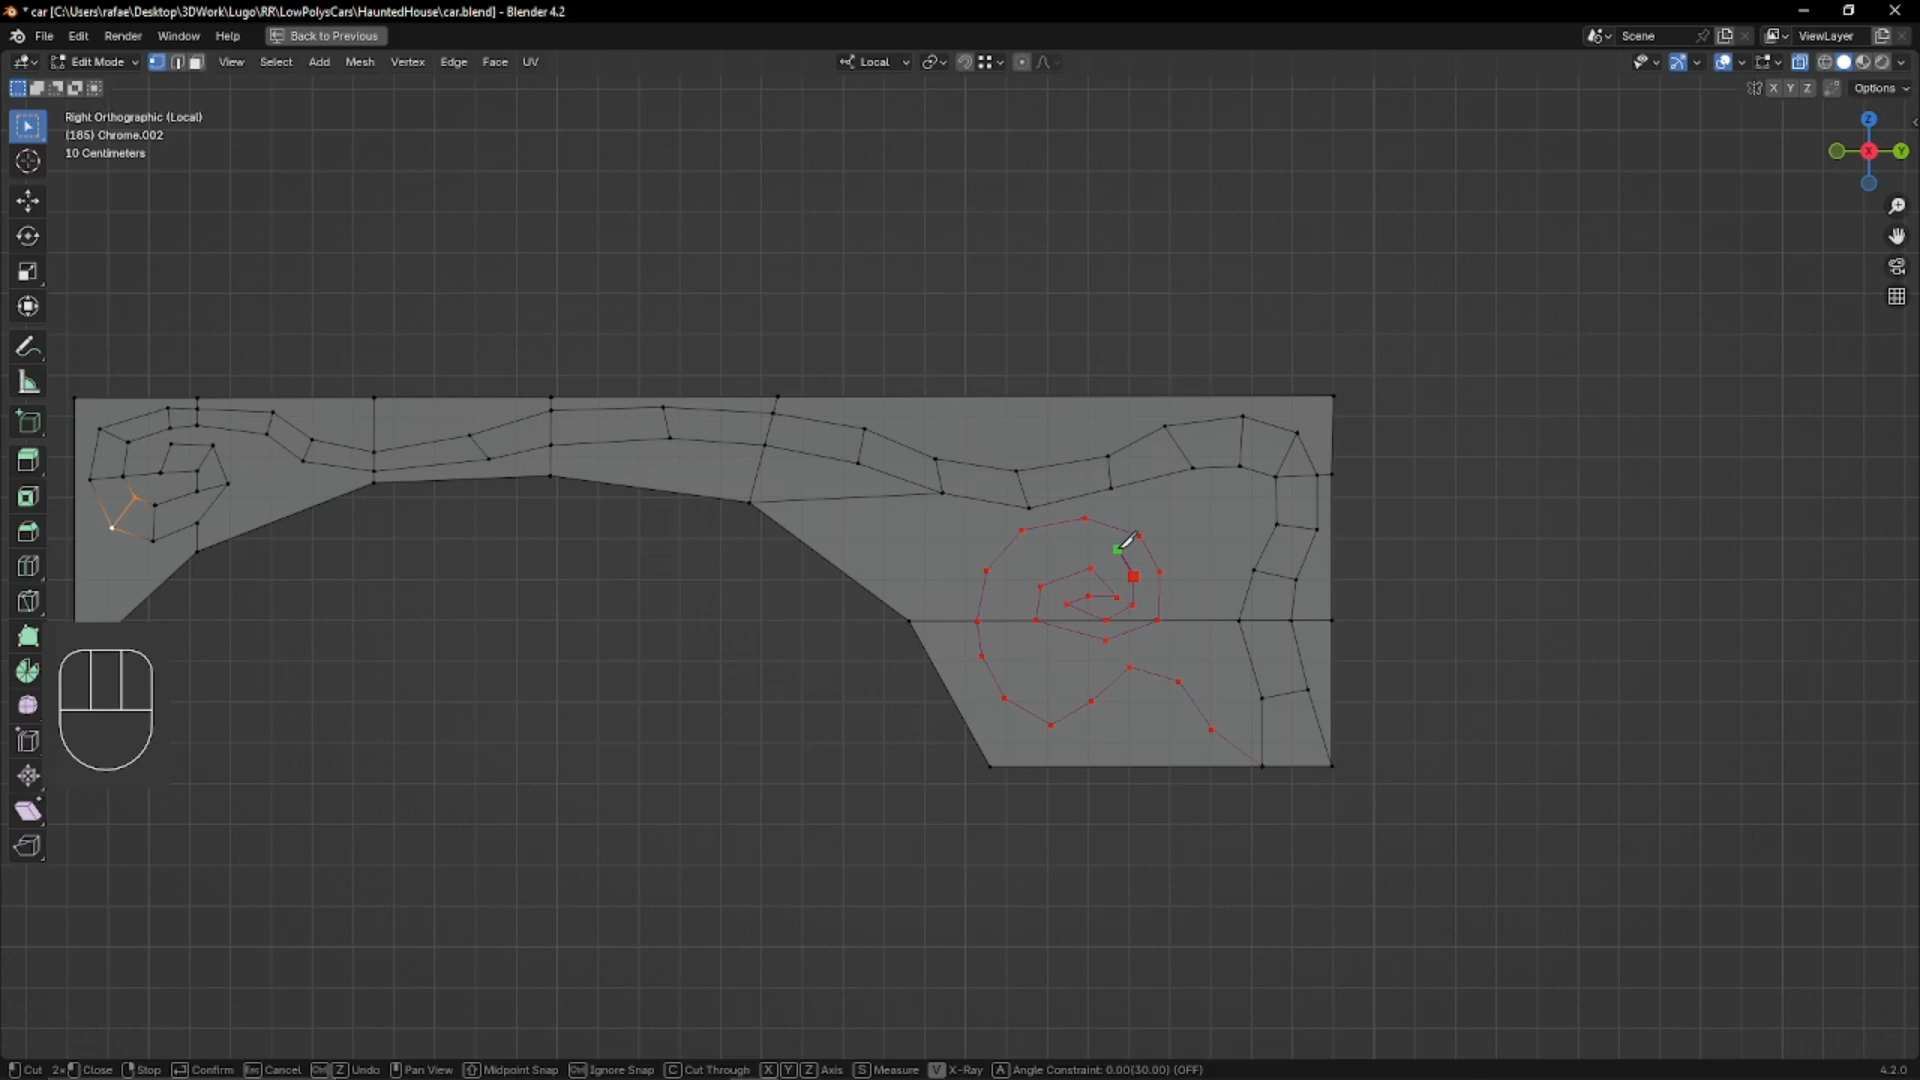 * car [C:\Users\rafae\Desktop\3DWork\Lugo\RR\LowPolysCars\HauntedHouse\car.blend] - Blender 4.2
File Edit Render Window Help Back to Previous Scene ViewLayer
Edit Mode View Select Add Mesh Vertex Edge Face UV Local
X Y Z Options
Right Orthographic (Local)
(185) Chrome.002
10 Centimeters
Z
X
Y
Cut 2x Close Stop Confirm Esc Cancel Ctrl Z Undo Pan View Midpoint Snap Ctrl Ignore Snap C Cut Through X Y Z Axis S Measure V X-Ray A Angle Constraint: 0.00(30.00) (OFF) 4.2.0